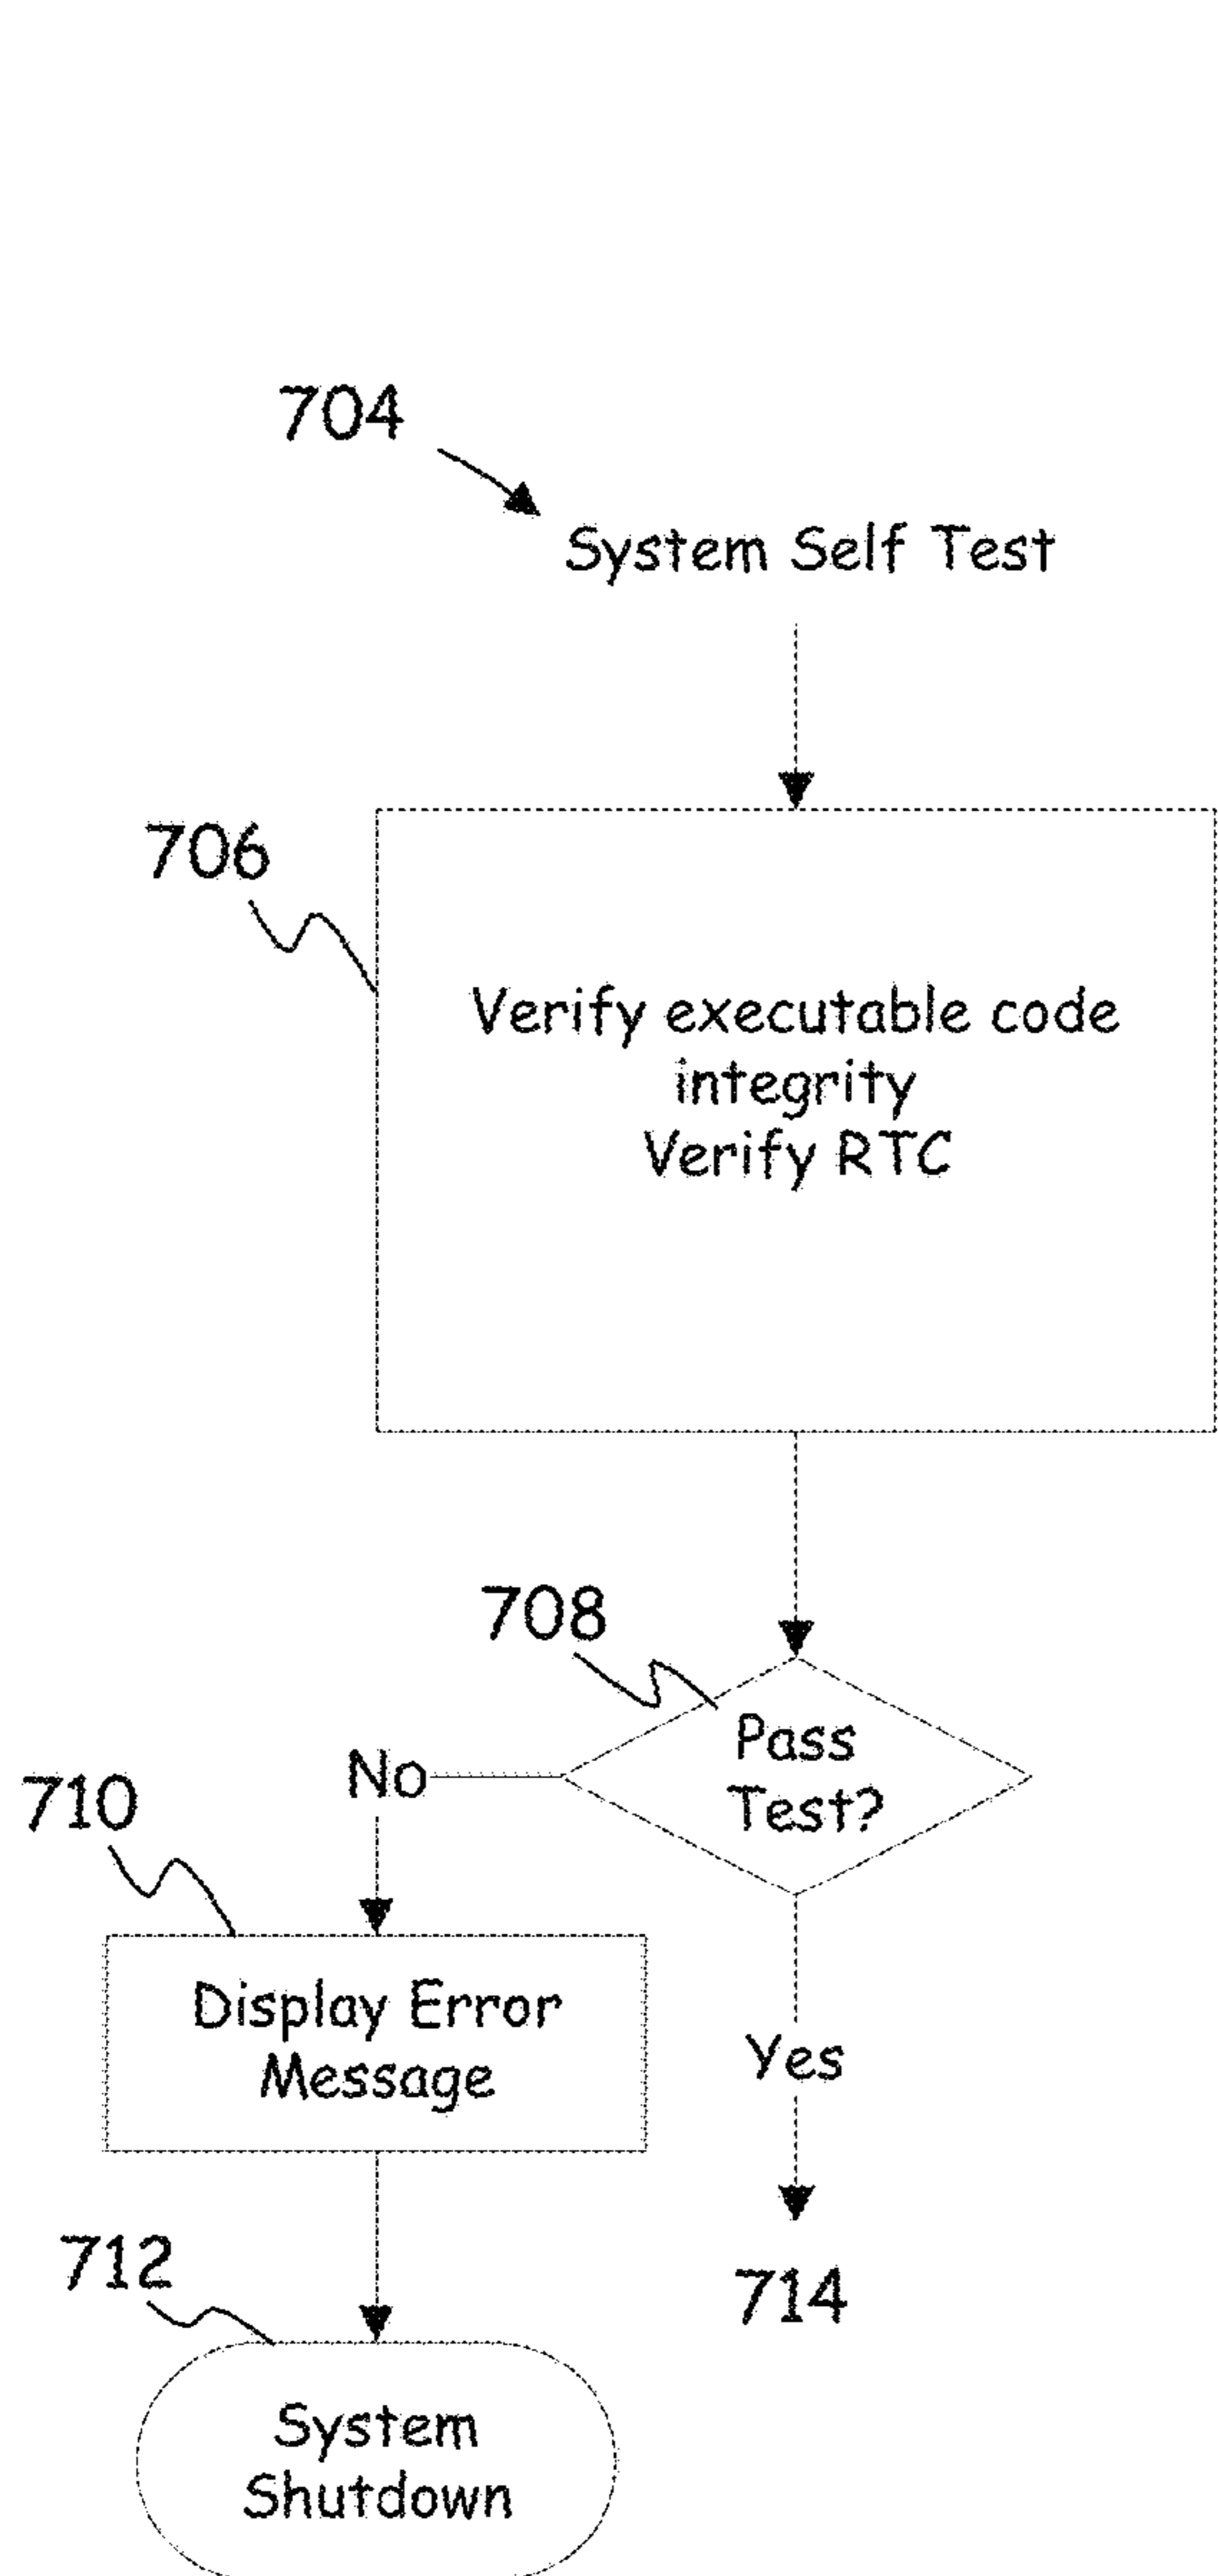 704
System Self Test
706
Verify executable code
integrity
Verify RTC
708
Pass
Test?
No
710
Display Error
Message
Yes
712
714
System
Shutdown